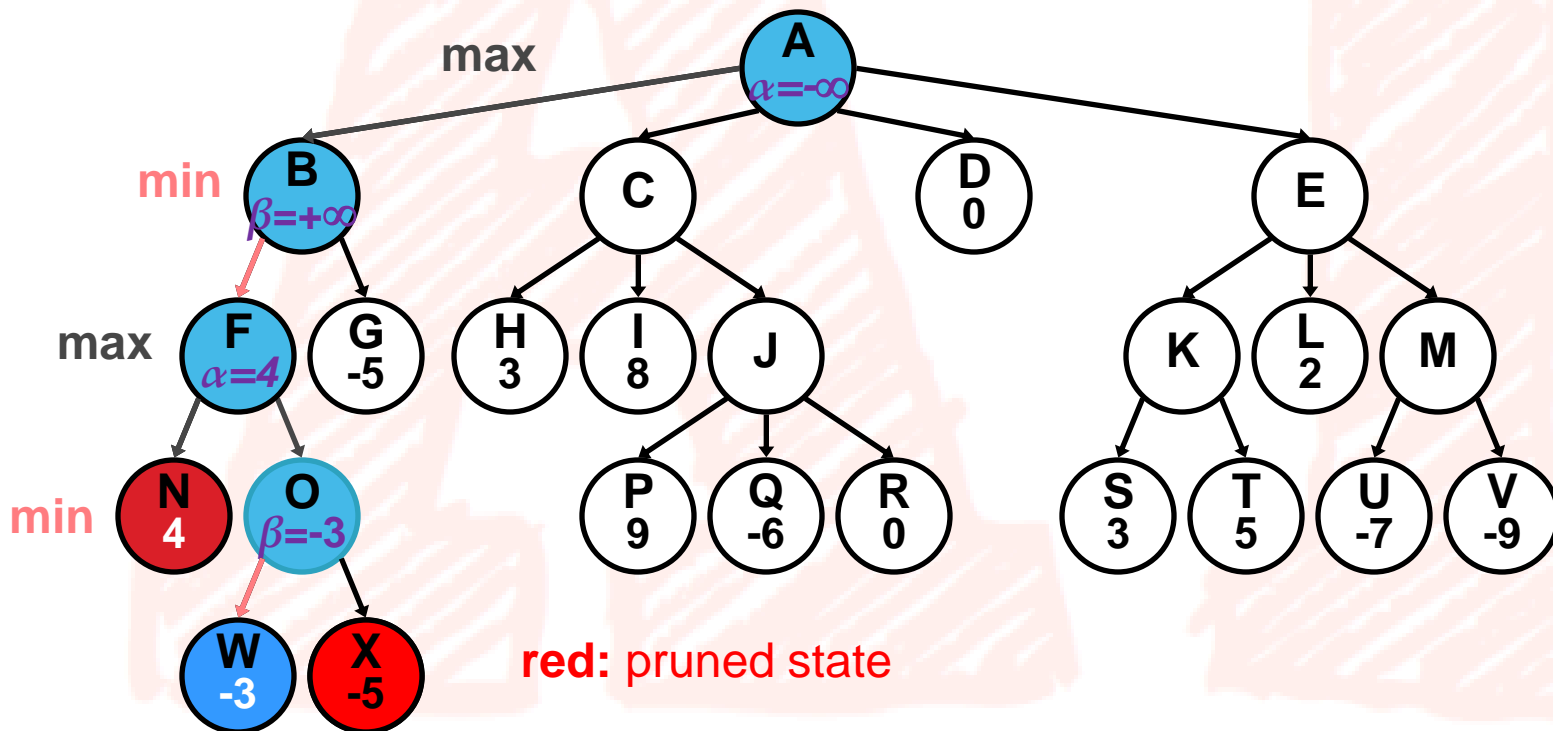 A
max
α=-∞
B
C
D
E
min
β=+∞
0
F
G
H
I
J
K
L
M
max
α=4
-5
3
8
2
N
O
P
Q
R
S
T
U
V
min
4
β=-3
9
-6
0
3
5
-7
-9
W
X
red: pruned state
-3
-5